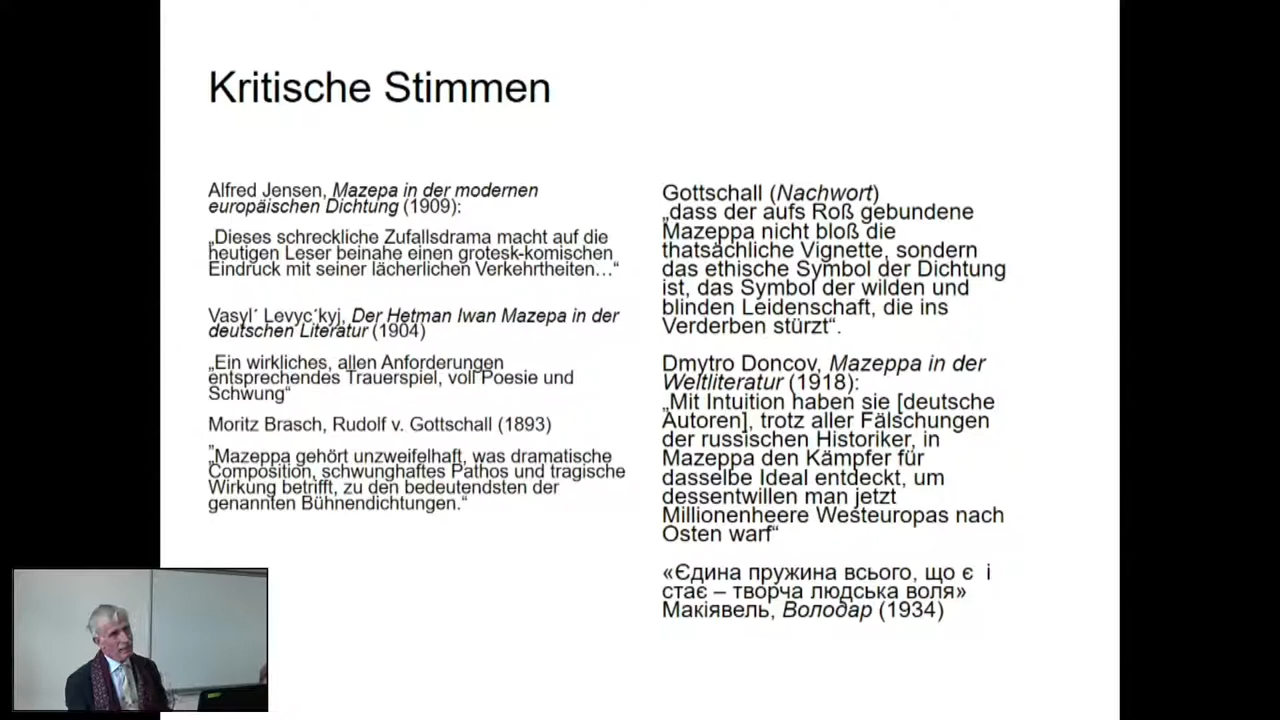 Kritische Stimmen
Alfred Jensen, Mazepa in der modernen
europäischen Dichtung (1909):
„Dieses schreckliche Zufallsdrama macht auf die
heutigen Leser beinahe einen grotesk-komischen
Eindruck mit seiner lächerlichen Verkehrtheiten…“
Vasyl´ Levyc´kyj, Der Hetman Iwan Mazepa in der
deutschen Literatur (1904)
„Ein wirkliches, allen Anforderungen
entsprechendes Trauerspiel, voll Poesie und
Schwung“
Moritz Brasch, Rudolf v. Gottschall (1893)
„Mazeppa gehört unzweifelhaft, was dramatische
Composition, schwunghaftes Pathos und tragische
Wirkung betrifft, zu den bedeutendsten der
genannten Bühnendichtungen.“
Gottschall (Nachwort)
„dass der aufs Roß gebundene
Mazeppa nicht bloß die
thatsächliche Vignette, sondern
das ethische Symbol der Dichtung
ist, das Symbol der wilden und
blinden Leidenschaft, die ins
Verderben stürzt“.
Dmytro Doncov, Mazeppa in der
Weltliteratur (1918):
„Mit Intuition haben sie [deutsche
Autoren], trotz aller Fälschungen
der russischen Historiker, in
Mazeppa den Kämpfer für
dasselbe Ideal entdeckt, um
dessentwillen man jetzt
Millionenheere Westeuropas nach
Osten warf“
«Єдина пружина всього, що є і
стає – творча людська воля»
Макіявель, Володар (1934)